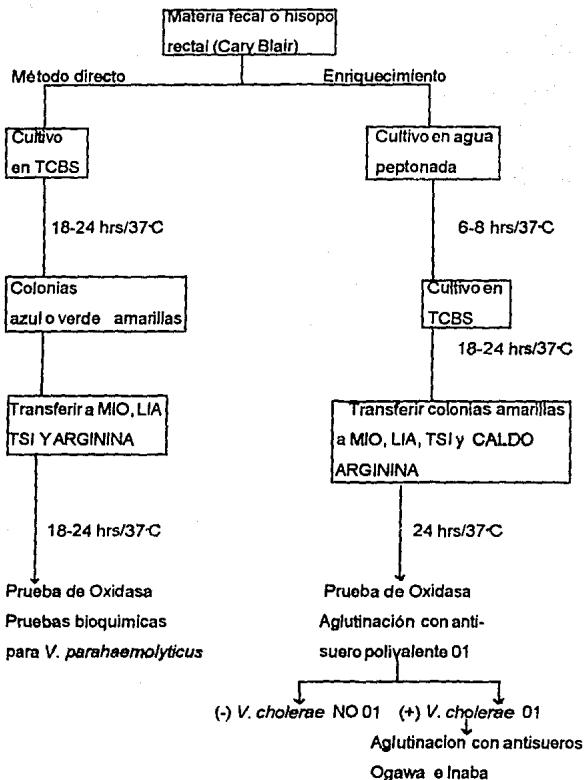 Materia fecal o hisopo
rectal (Cary Blair)
Método directo
Enriquecimiento
Cultivo
en TCBS
Cultivo en agua
peptonada
18-24 hrs/37°C
6-8 hrs/37°C
Colonias
azul o verde amarillas
Cultivo en
TCBS
18-24 hrs/37°C
Transferir a MIO, LIA
TSI Y ARGININA
Transferir colonias amarillas
a MIO, LIA, TSI y CALDO
ARGININA
18-24 hrs/37°C
24 hrs/37°C
Prueba de Oxidasa
Pruebas bioquimicas
para V. parahaemolyticus
Prueba de Oxidasa
Aglutinación con anti-
suero polivalente 01
(-) V. cholerae NO 01
(+) V. cholerae 01
Aglutinacion con antisueros
Ogawa e Inaba